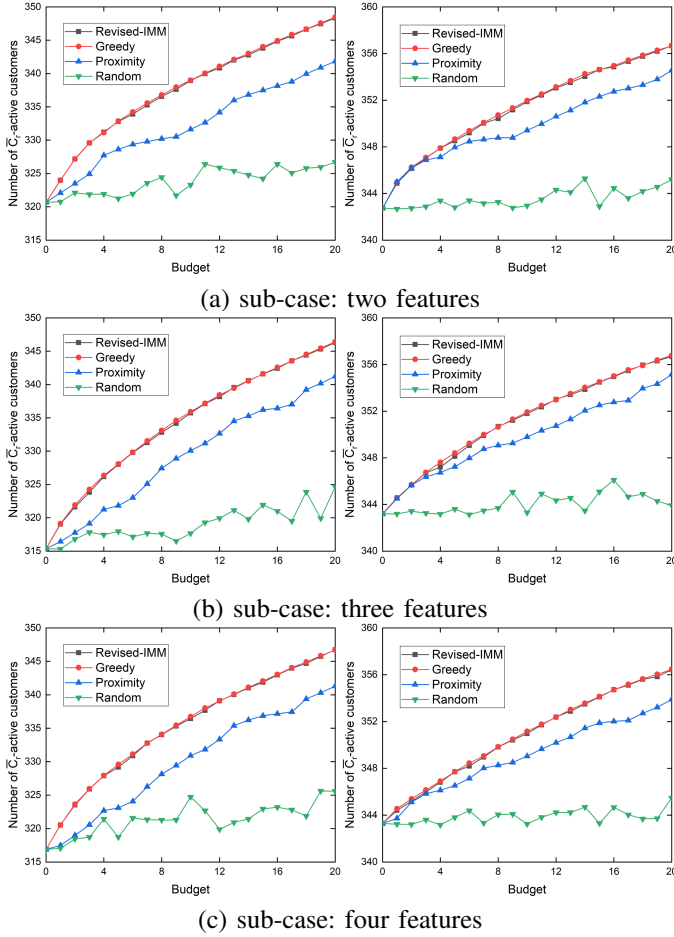 350
345
340
335
330
325
320
315
Number of C̅ᵣ-active customers
Revised-IMM
Greedy
Proximity
Random
0 4 8 12 16 20
Budget
360
356
352
348
344
340
Number of C̅ᵣ-active customers
Revised-IMM
Greedy
Proximity
Random
0 4 8 12 16 20
Budget
(a) sub-case: two features
350
345
340
335
330
325
320
315
Number of C̅ᵣ-active customers
Revised-IMM
Greedy
Proximity
Random
0 4 8 12 16 20
Budget
360
356
352
348
344
340
Number of C̅ᵣ-active customers
Revised-IMM
Greedy
Proximity
Random
0 4 8 12 16 20
Budget
(b) sub-case: three features
350
345
340
335
330
325
320
315
Number of C̅ᵣ-active customers
Revised-IMM
Greedy
Proximity
Random
0 4 8 12 16 20
Budget
360
356
352
348
344
340
Number of C̅ᵣ-active customers
Revised-IMM
Greedy
Proximity
Random
0 4 8 12 16 20
Budget
(c) sub-case: four features